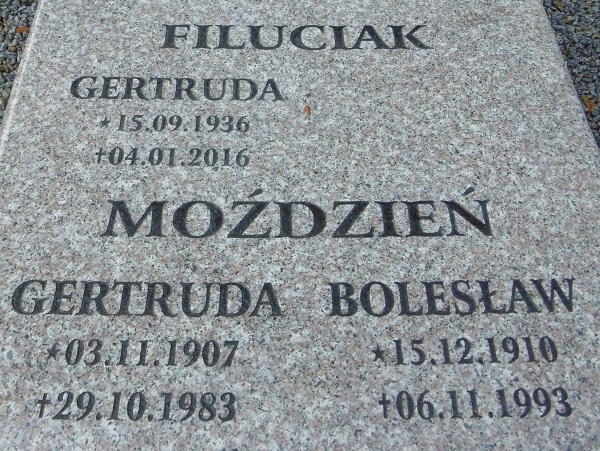 FILUCIAK
GERTRUDA
*15.09.1936
+04.01.2016
MOŹDZIEŃ
GERTRUDA BOLESŁAW
*03.11.1907 *15.12.1910
+29.10.1983 +06.11.1993